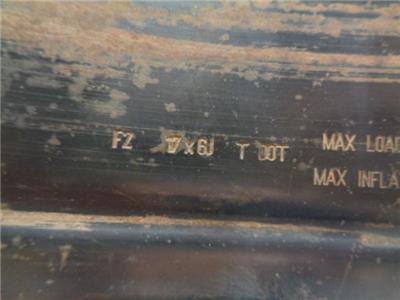 FZ 17x6J T DOT MAX LOAD
MAX INFLA